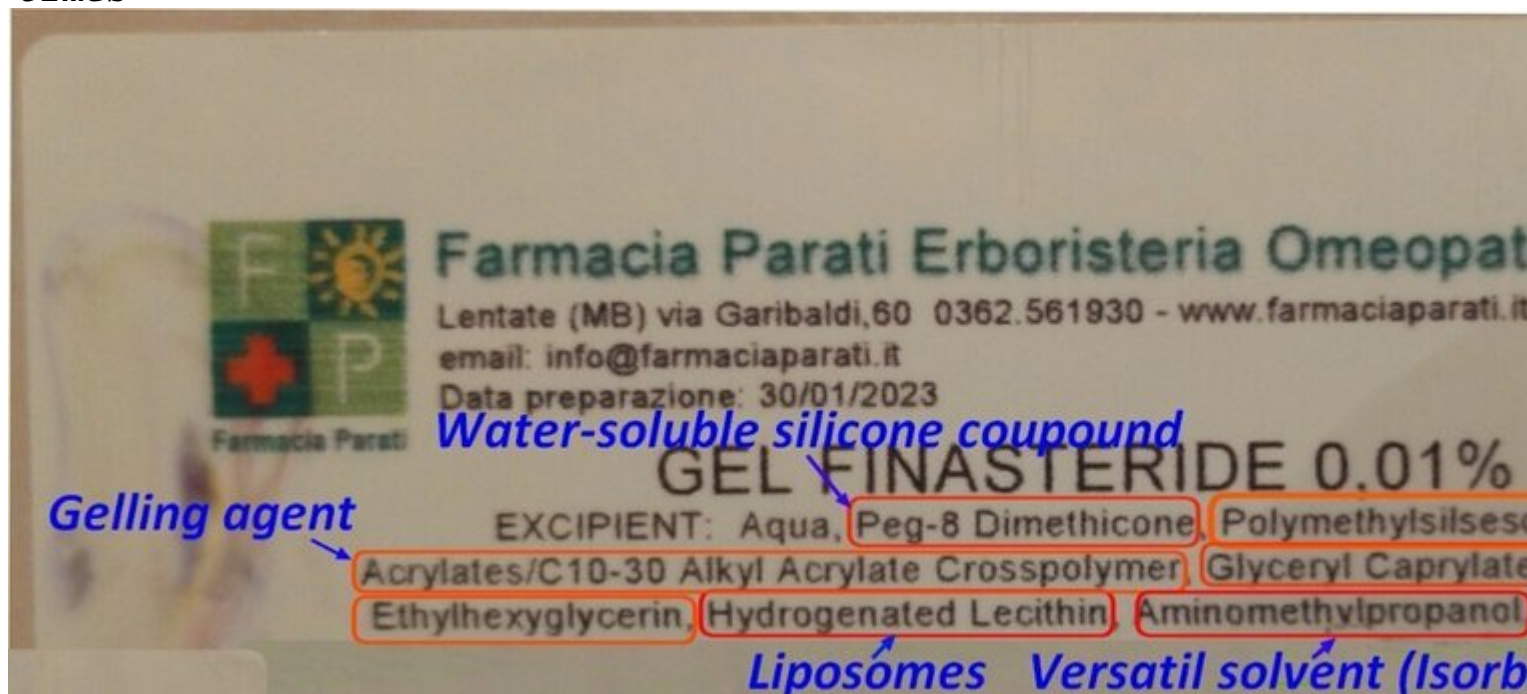 F
P
Farmacia Parati
Farmacia Parati Erboristeria Omeopat
Lentate (MB) via Garibaldi,60 0362.561930 - www.farmaciaparati.it
email: info@farmaciaparati.it
Data preparazione: 30/01/2023
Water-soluble silicone coupound
GEL FINASTERIDE 0.01%
Gelling agent
EXCIPIENT: Aqua, Peg-8 Dimethicone, Polymethylsilses
Acrylates/C10-30 Alkyl Acrylate Crosspolymer, Glyceryl Caprylate
Ethylhexyglycerin, Hydrogenated Lecithin, Aminomethylpropanol,
Liposomes Versatil solvent (Isorb